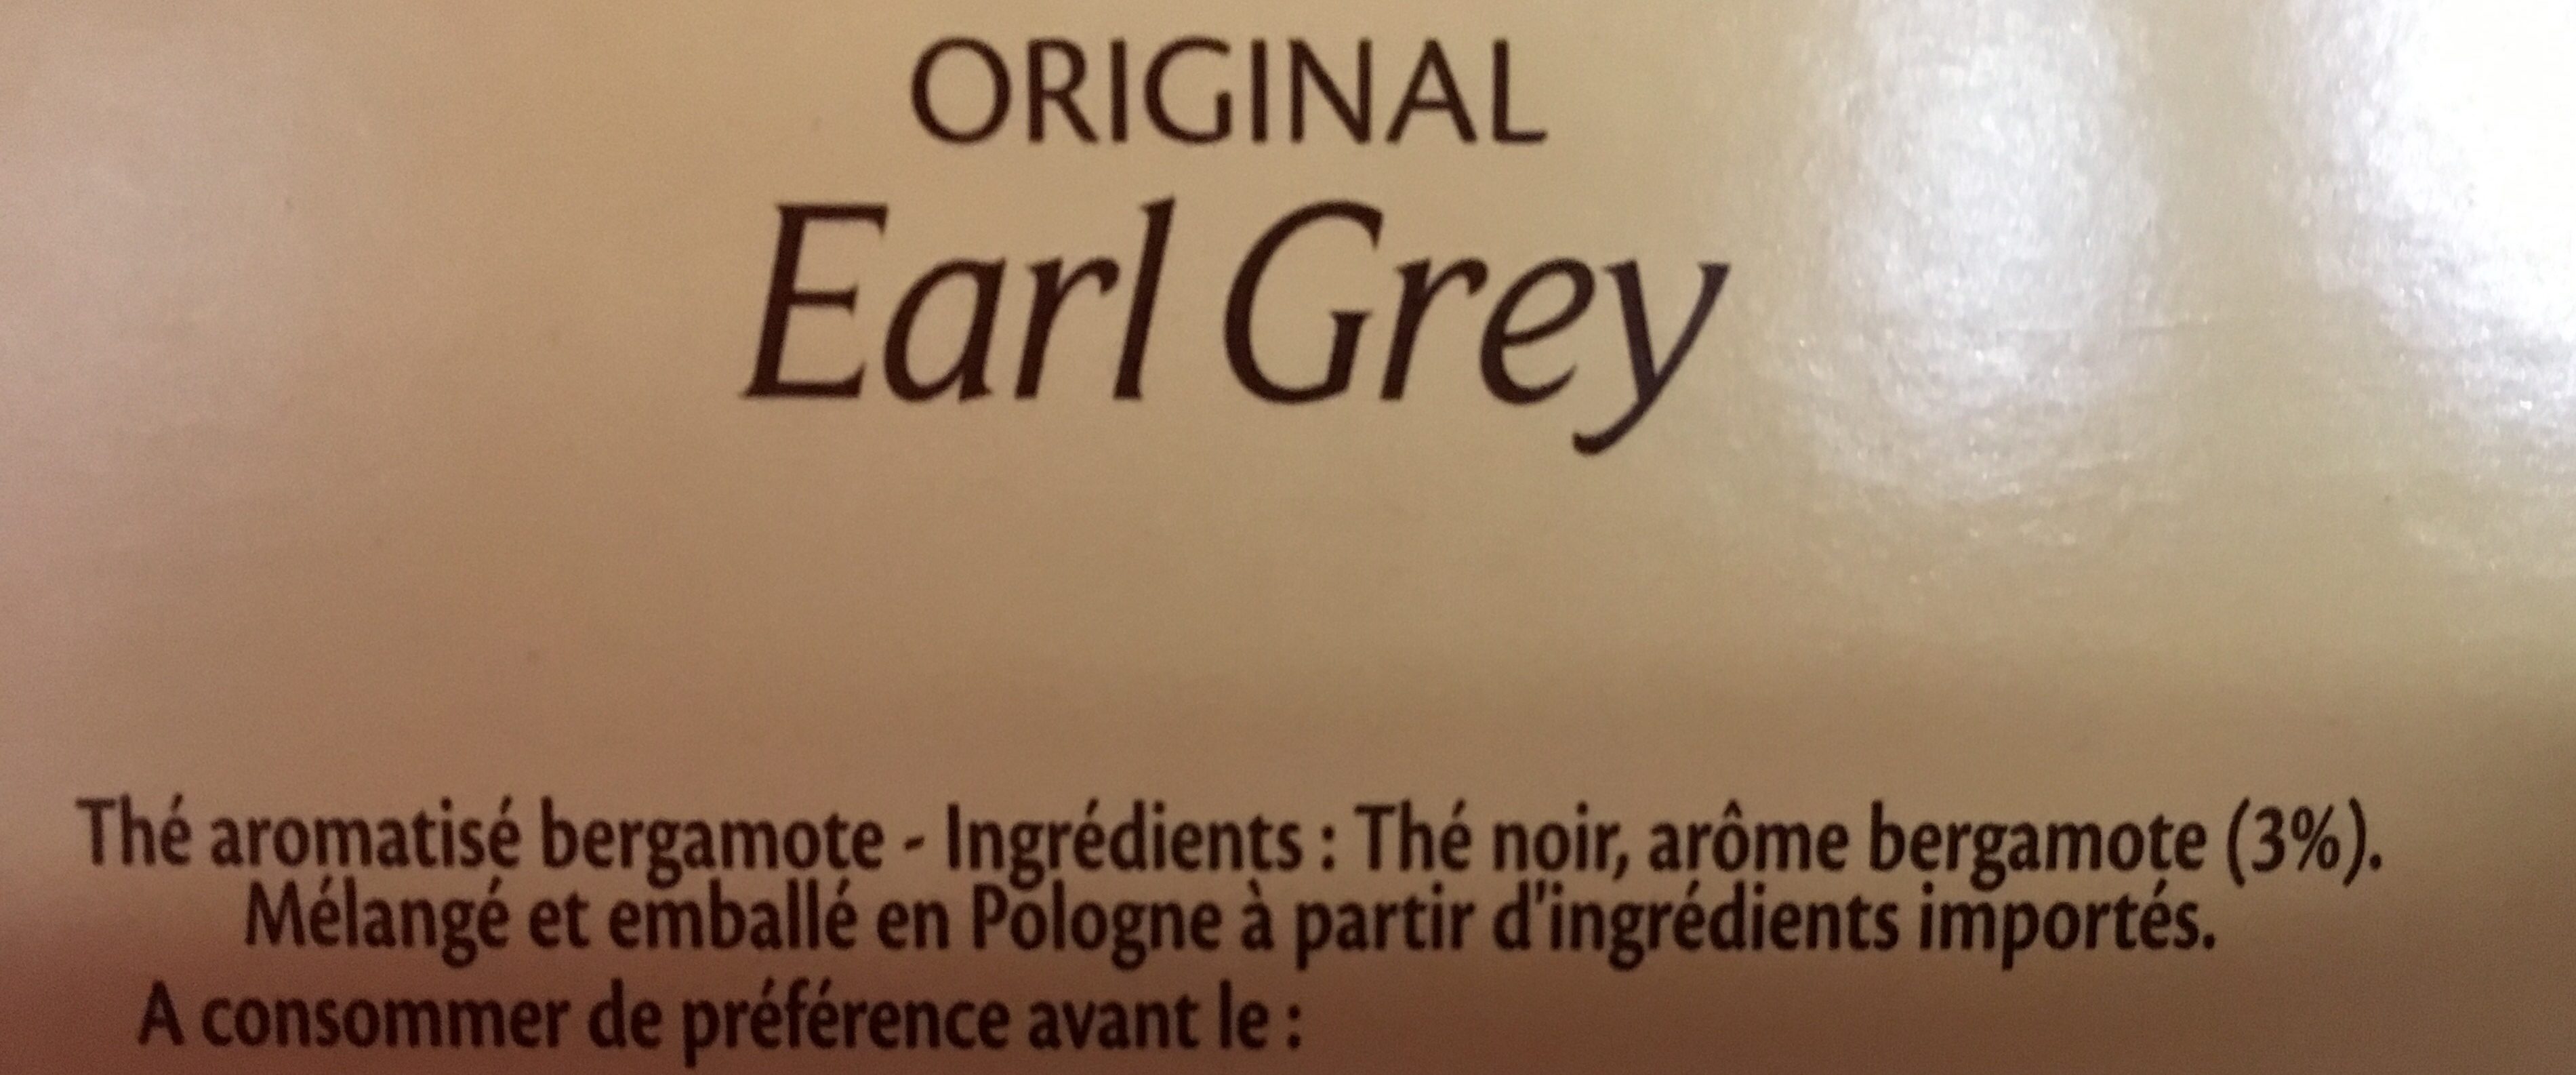 ORIGINAL
Earl Grey
Thé aromatisé bergamote - Ingrédients : Thé noir, arôme bergamote (3%).
Mélangé et emballé en Pologne à partir d'ingrédients importés.
A consommer de préférence avant le :